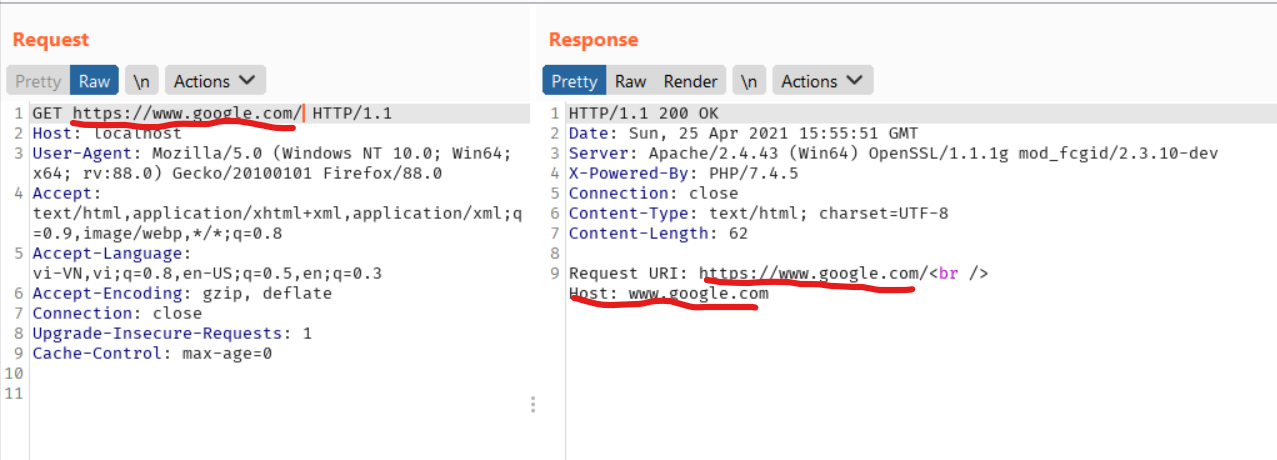 Request
Response
Pretty Raw \n Actions
Pretty Raw Render \n Actions
1 GET https://www.google.com/ HTTP/1.1
2 Host: localhost
3 User-Agent: Mozilla/5.0 (Windows NT 10.0; Win64;
x64; rv:88.0) Gecko/20100101 Firefox/88.0
4 Accept:
text/html,application/xhtml+xml,application/xml;q
=0.9,image/webp,*/*;q=0.8
5 Accept-Language:
vi-VN,vi;q=0.8,en-US;q=0.5,en;q=0.3
6 Accept-Encoding: gzip, deflate
7 Connection: close
8 Upgrade-Insecure-Requests: 1
9 Cache-Control: max-age=0
10
11
1 HTTP/1.1 200 OK
2 Date: Sun, 25 Apr 2021 15:55:51 GMT
3 Server: Apache/2.4.43 (Win64) OpenSSL/1.1.1g mod_fcgid/2.3.10-dev
4 X-Powered-By: PHP/7.4.5
5 Connection: close
6 Content-Type: text/html; charset=UTF-8
7 Content-Length: 62
8
9 Request URI: https://www.google.com/<br />
Host: www.google.com